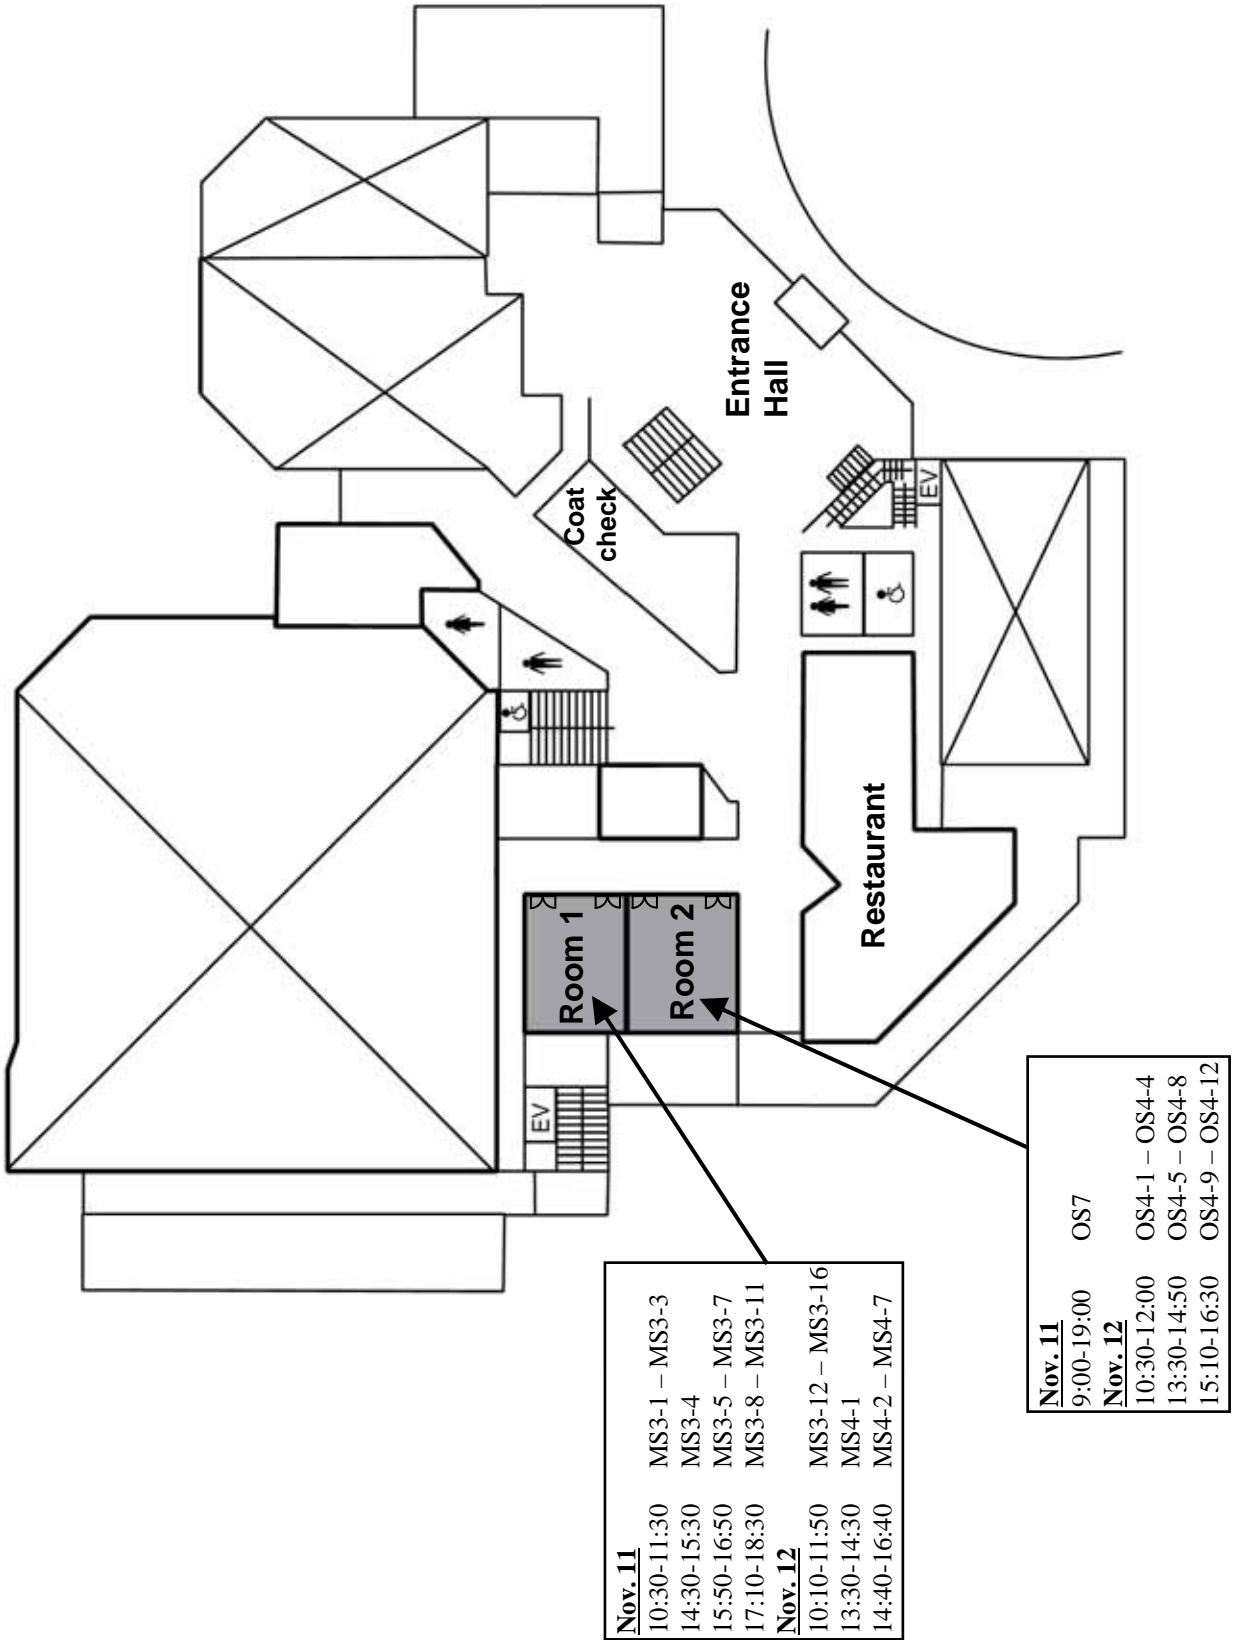 Entrance
Hall
Coat
check
EV
Restaurant
Room 1
Room 2
EV
Nov. 11
10:30-11:30 MS3-1 – MS3-3
14:30-15:30 MS3-4
15:50-16:50 MS3-5 – MS3-7
17:10-18:30 MS3-8 – MS3-11
Nov. 12
10:10-11:50 MS3-12 – MS3-16
13:30-14:30 MS4-1
14:40-16:40 MS4-2 – MS4-7
Nov. 11
9:00-19:00 OS7
Nov. 12
10:30-12:00 OS4-1 – OS4-4
13:30-14:50 OS4-5 – OS4-8
15:10-16:30 OS4-9 – OS4-12